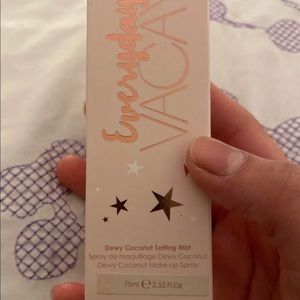 Everyday
VACAY
Dewy Coconut Setting Mist
Spray de maquillage Dewy Coconut
Dewy Coconut Make-up Spray
75ml ℮ 2.53 Fl.Oz